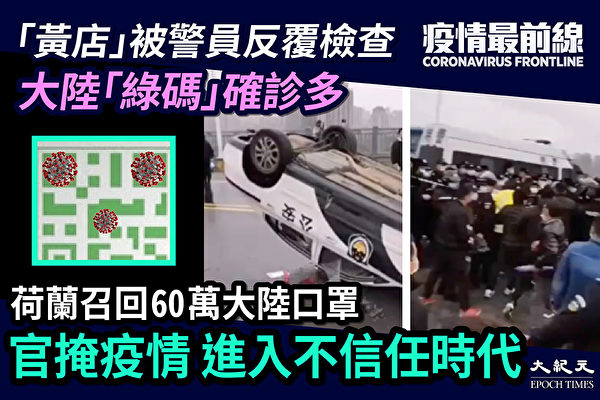 「黃店」被警員反覆檢查
疫情最前線
CORONAVIRUS FRONTLINE
大陸「綠碼」確診多
公安
荷蘭召回60萬大陸口罩
官掩疫情 進入不信任時代
大紀元
EPOCH TIMES